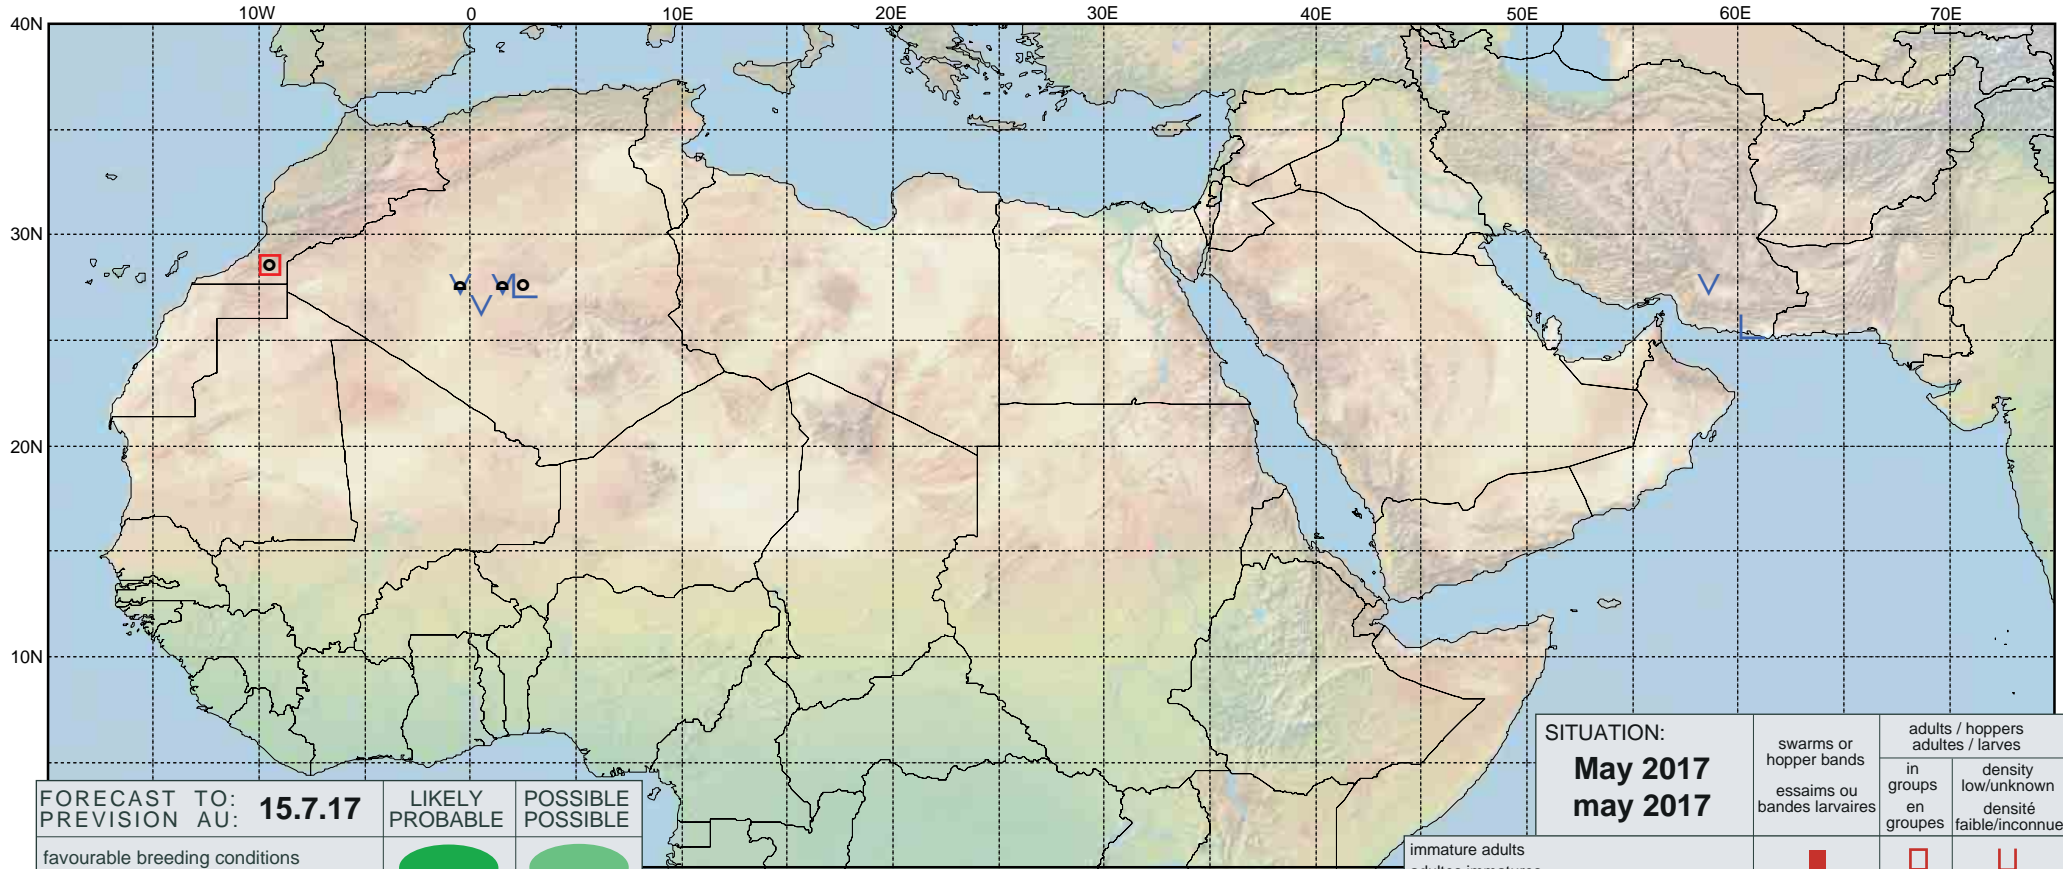 10W 0 10E 20E 30E 40E 50E 60E 70E
40N
30N
20N
10N
FORECAST TO:
PREVISION AU:
15.7.17
LIKELY
PROBABLE
POSSIBLE
POSSIBLE
favourable breeding conditions
SITUATION:
May 2017
may 2017
swarms or
hopper bands
essaims ou
bandes larvaires
adults / hoppers
adultes / larves
in
groups
en
groupes
density
low/unknown
densité
faible/inconnue
immature adults
adultes immatures